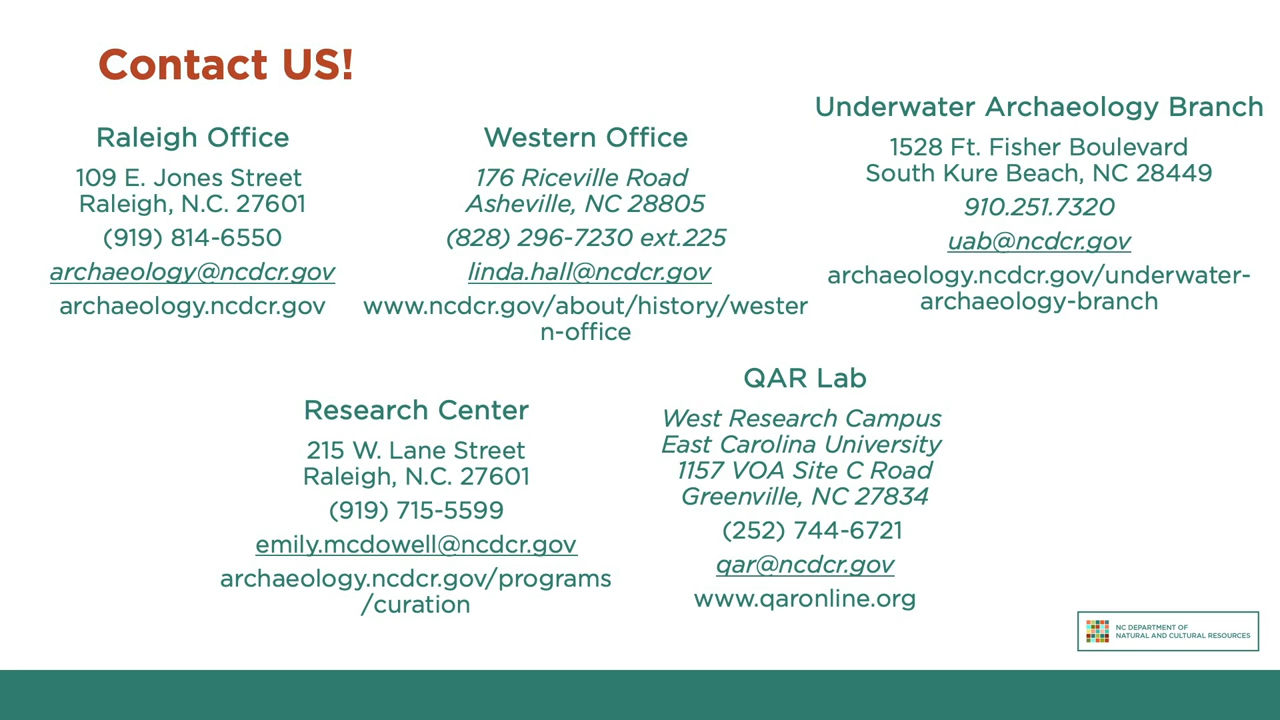 Contact US!
Raleigh Office
109 E. Jones Street
Raleigh, N.C. 27601
(919) 814-6550
archaeology@ncdcr.gov
archaeology.ncdcr.gov
Western Office
176 Riceville Road
Asheville, NC 28805
(828) 296-7230 ext.225
linda.hall@ncdcr.gov
www.ncdcr.gov/about/history/wester
n-office
Underwater Archaeology Branch
1528 Ft. Fisher Boulevard
South Kure Beach, NC 28449
910.251.7320
uab@ncdcr.gov
archaeology.ncdcr.gov/underwater-
archaeology-branch
Research Center
215 W. Lane Street
Raleigh, N.C. 27601
(919) 715-5599
emily.mcdowell@ncdcr.gov
archaeology.ncdcr.gov/programs
/curation
QAR Lab
West Research Campus
East Carolina University
1157 VOA Site C Road
Greenville, NC 27834
(252) 744-6721
qar@ncdcr.gov
www.qaronline.org
NC DEPARTMENT OF
NATURAL AND CULTURAL RESOURCES